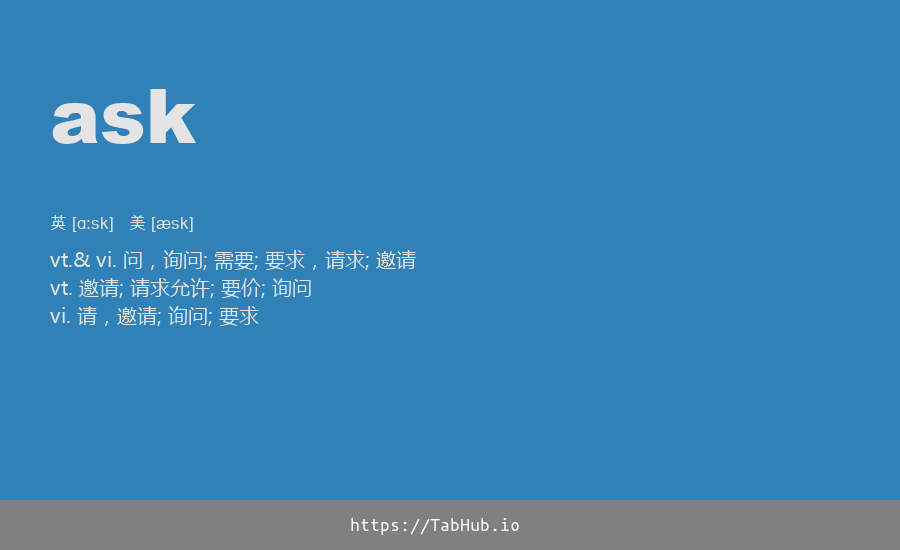 ask
英 [ɑ:sk] 美 [æsk]
vt.& vi. 问，询问; 需要; 要求，请求; 邀请
vt. 邀请; 请求允许; 要价; 询问
vi. 请，邀请; 询问; 要求
https://TabHub.io